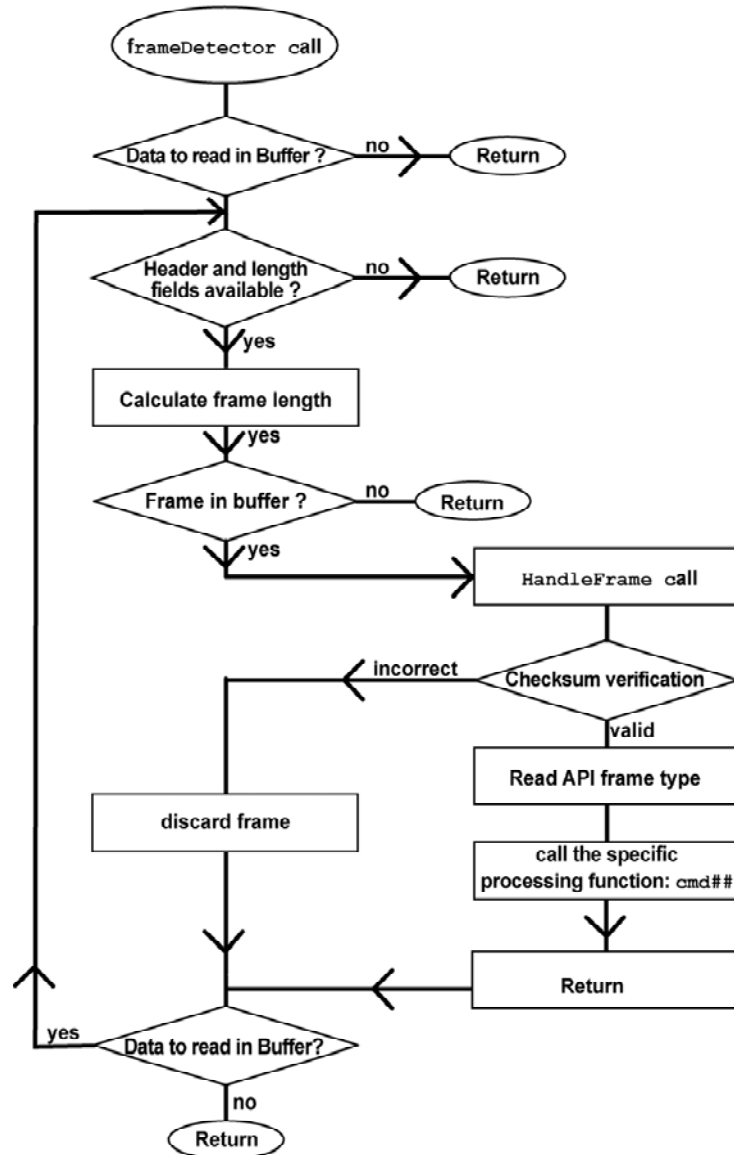 frameDetector call
Data to read in Buffer ?
no
Return
Header and length
fields available ?
no
Return
yes
Calculate frame length
yes
Frame in buffer ?
no
Return
yes
HandleFrame call
Checksum verification
incorrect
valid
Read API frame type
discard frame
call the specific
processing function: cmd##
Return
Data to read in Buffer?
yes
no
Return